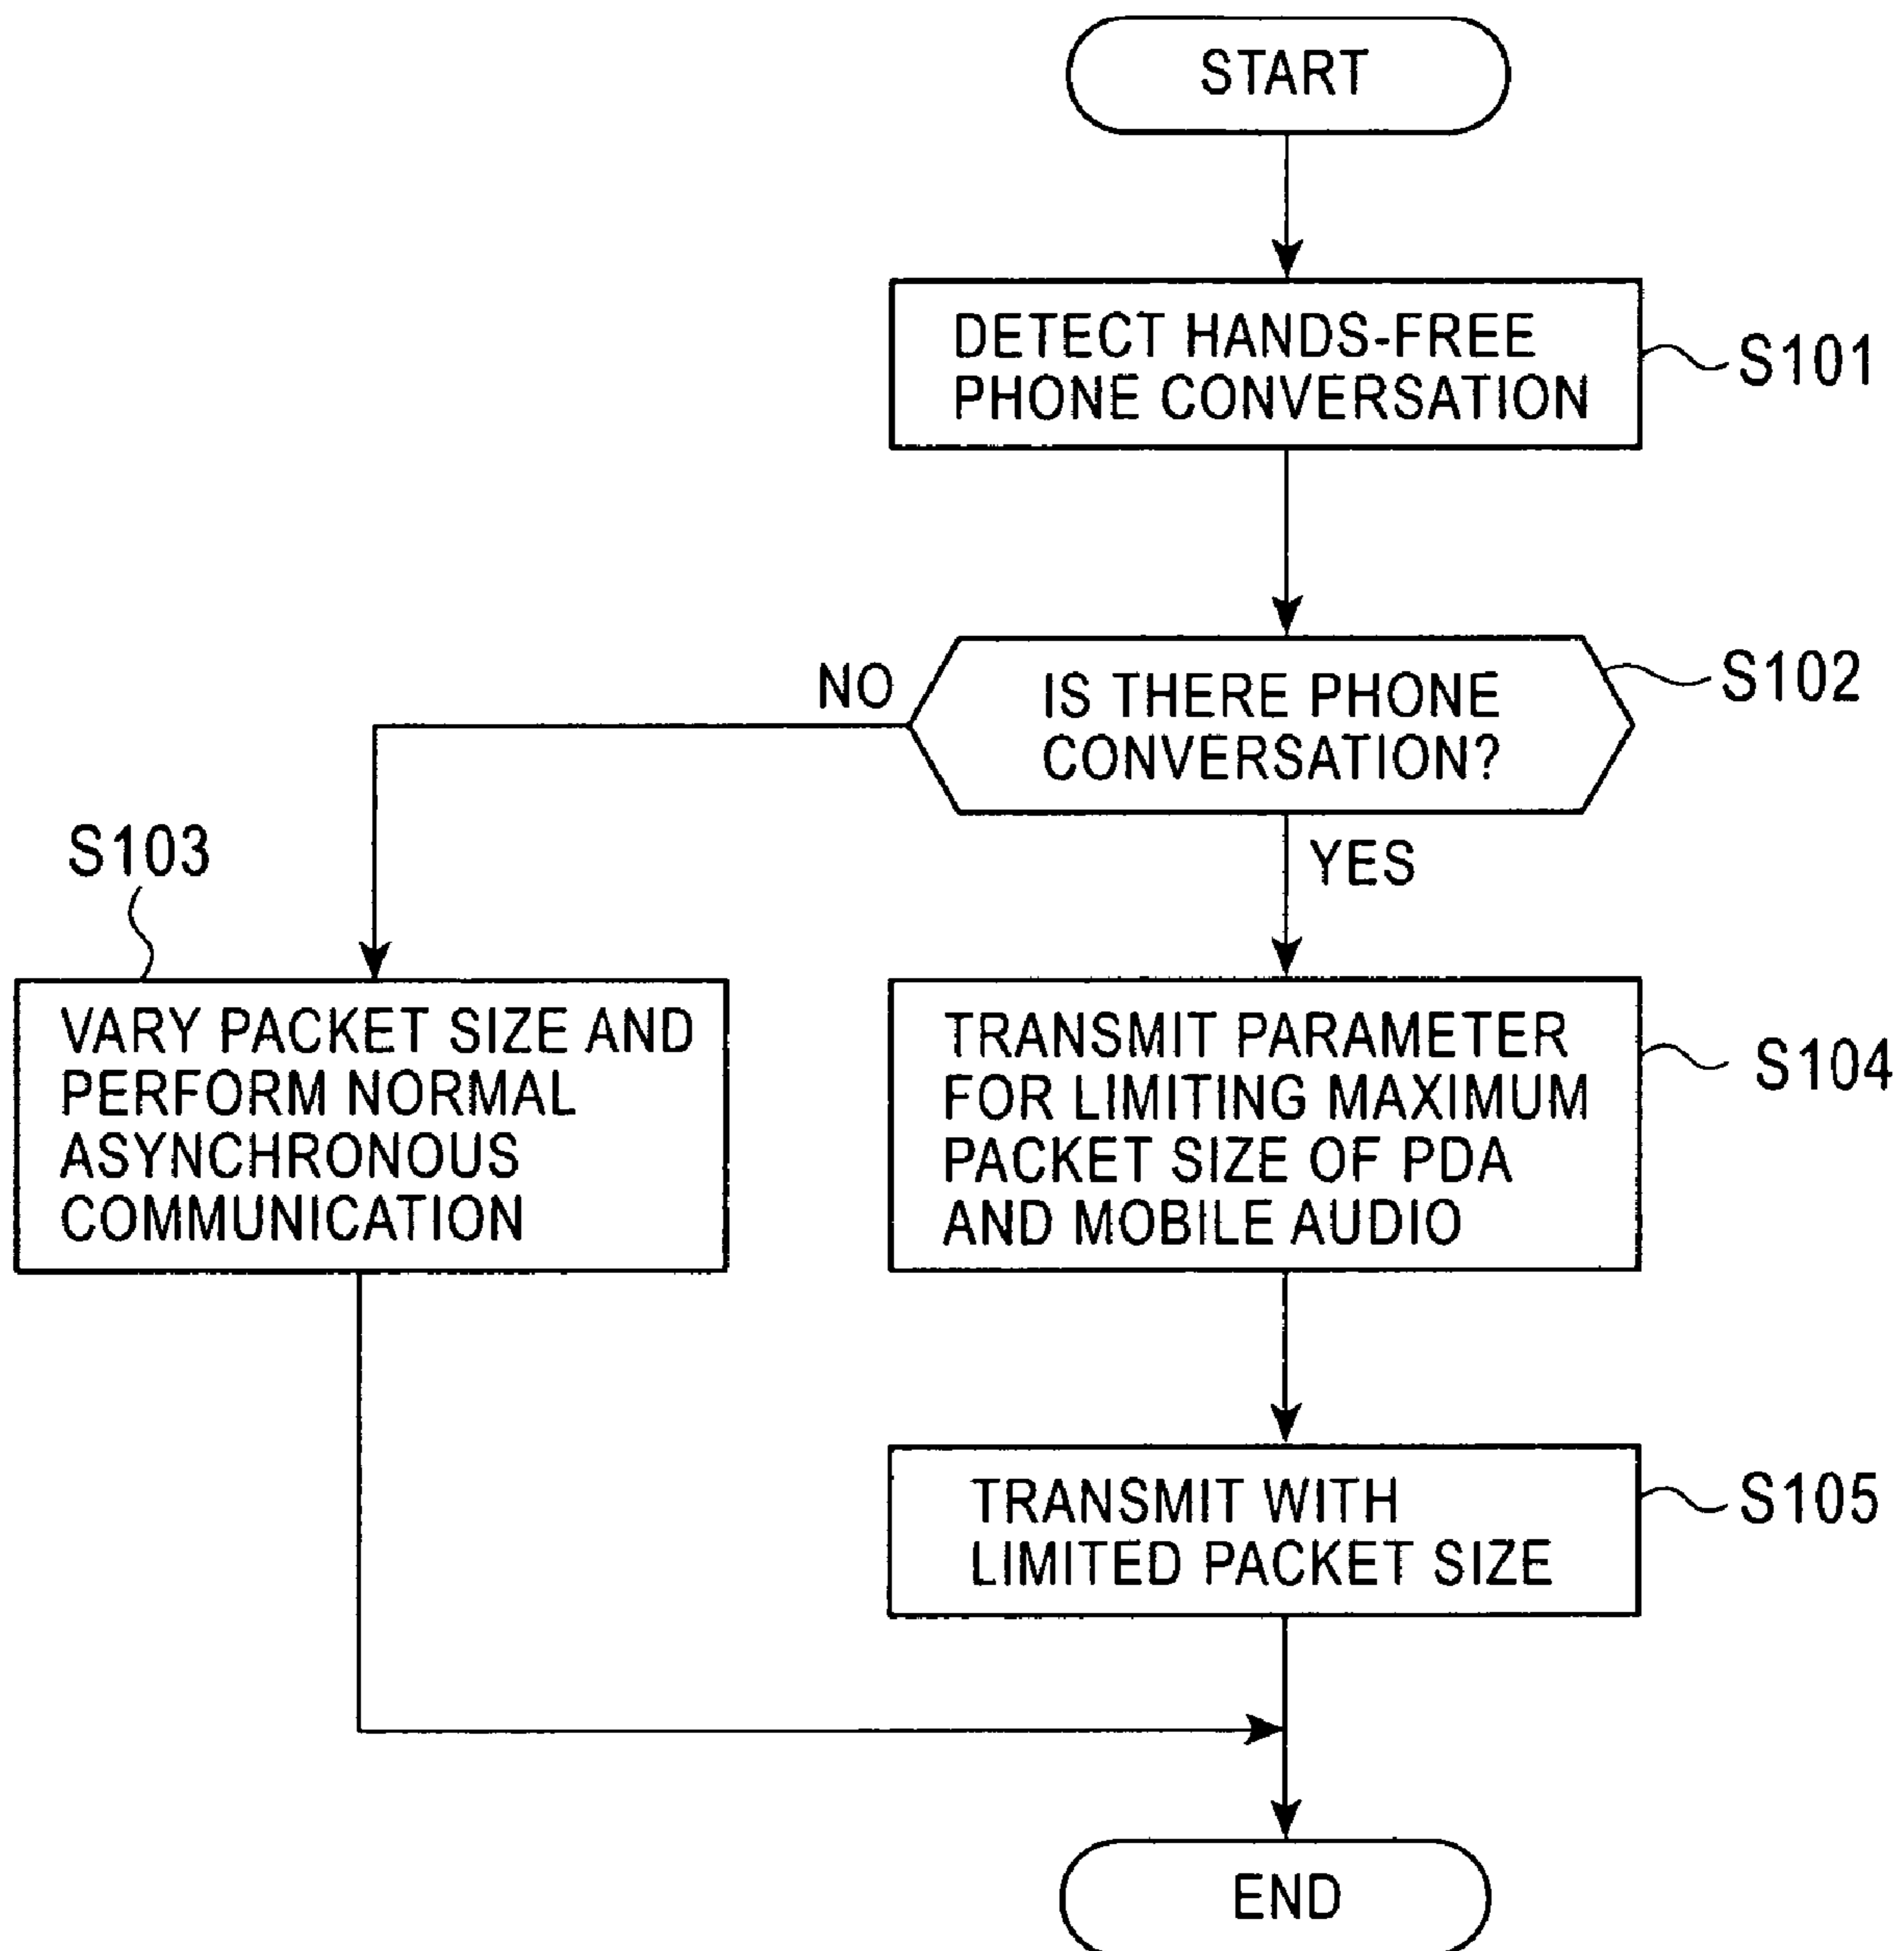 START
DETECT HANDS-FREE
PHONE CONVERSATION
S101
IS THERE PHONE
CONVERSATION?
S102
NO
YES
S103
VARY PACKET SIZE AND
PERFORM NORMAL
ASYNCHRONOUS
COMMUNICATION
TRANSMIT PARAMETER
FOR LIMITING MAXIMUM
PACKET SIZE OF PDA
AND MOBILE AUDIO
S104
TRANSMIT WITH
LIMITED PACKET SIZE
S105
END